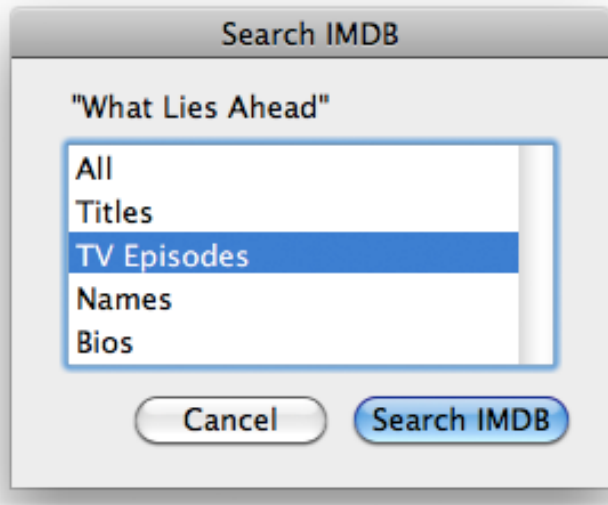 Search IMDB
"What Lies Ahead"
All
Titles
TV Episodes
Names
Bios
Cancel Search IMDB